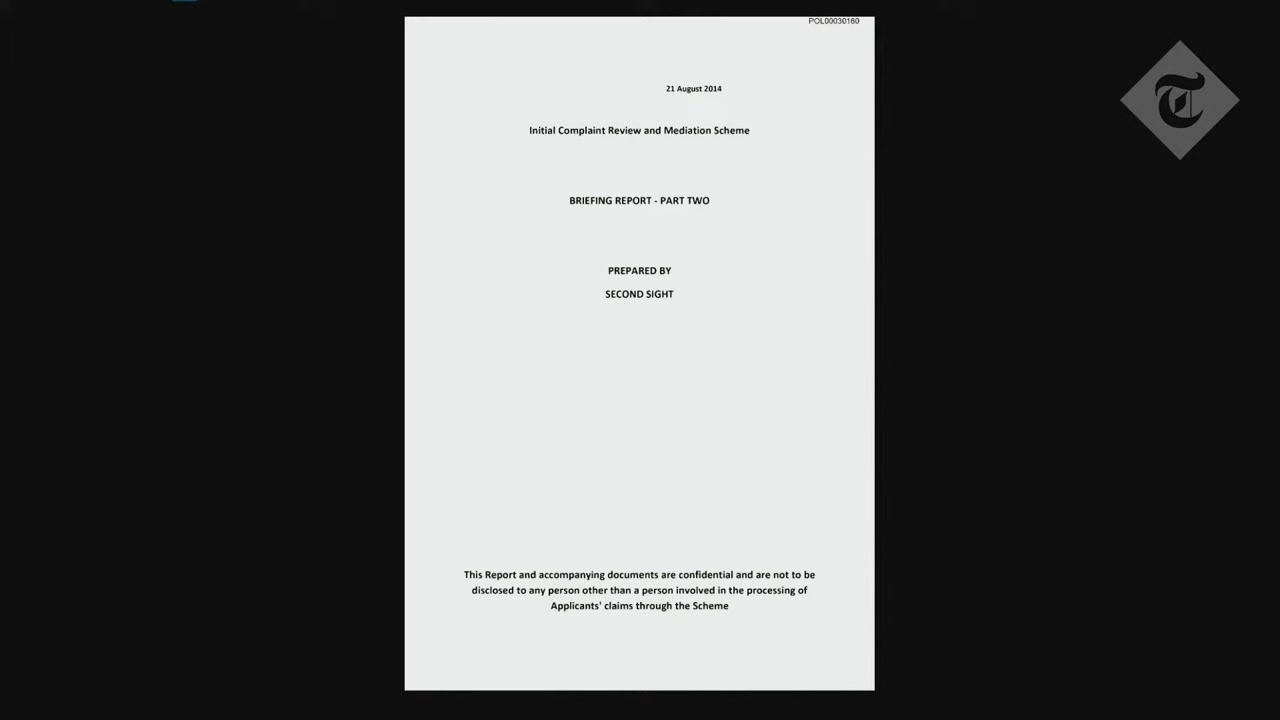 POL00030160
21 August 2014
Initial Complaint Review and Mediation Scheme
BRIEFING REPORT - PART TWO
PREPARED BY
SECOND SIGHT
This Report and accompanying documents are confidential and are not to be
disclosed to any person other than a person involved in the processing of
Applicants' claims through the Scheme
T